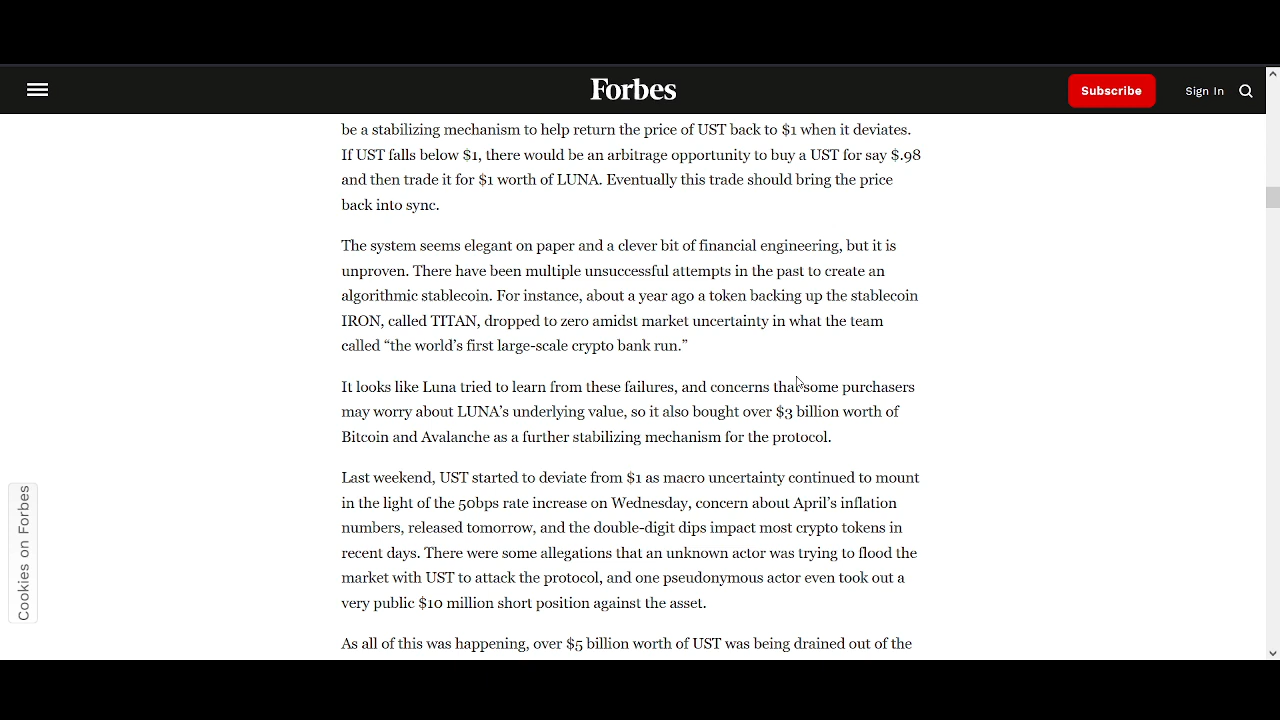 Forbes
Subscribe
Sign In
be a stabilizing mechanism to help return the price of UST back to $1 when it deviates.
If UST falls below $1, there would be an arbitrage opportunity to buy a UST for say $.98
and then trade it for $1 worth of LUNA. Eventually this trade should bring the price
back into sync.
The system seems elegant on paper and a clever bit of financial engineering, but it is
unproven. There have been multiple unsuccessful attempts in the past to create an
algorithmic stablecoin. For instance, about a year ago a token backing up the stablecoin
IRON, called TITAN, dropped to zero amidst market uncertainty in what the team
called “the world’s first large-scale crypto bank run.”
It looks like Luna tried to learn from these failures, and concerns that some purchasers
may worry about LUNA’s underlying value, so it also bought over $3 billion worth of
Bitcoin and Avalanche as a further stabilizing mechanism for the protocol.
Last weekend, UST started to deviate from $1 as macro uncertainty continued to mount
in the light of the 50bps rate increase on Wednesday, concern about April’s inflation
numbers, released tomorrow, and the double-digit dips impact most crypto tokens in
recent days. There were some allegations that an unknown actor was trying to flood the
market with UST to attack the protocol, and one pseudonymous actor even took out a
very public $10 million short position against the asset.
As all of this was happening, over $5 billion worth of UST was being drained out of the
Cookies on Forbes